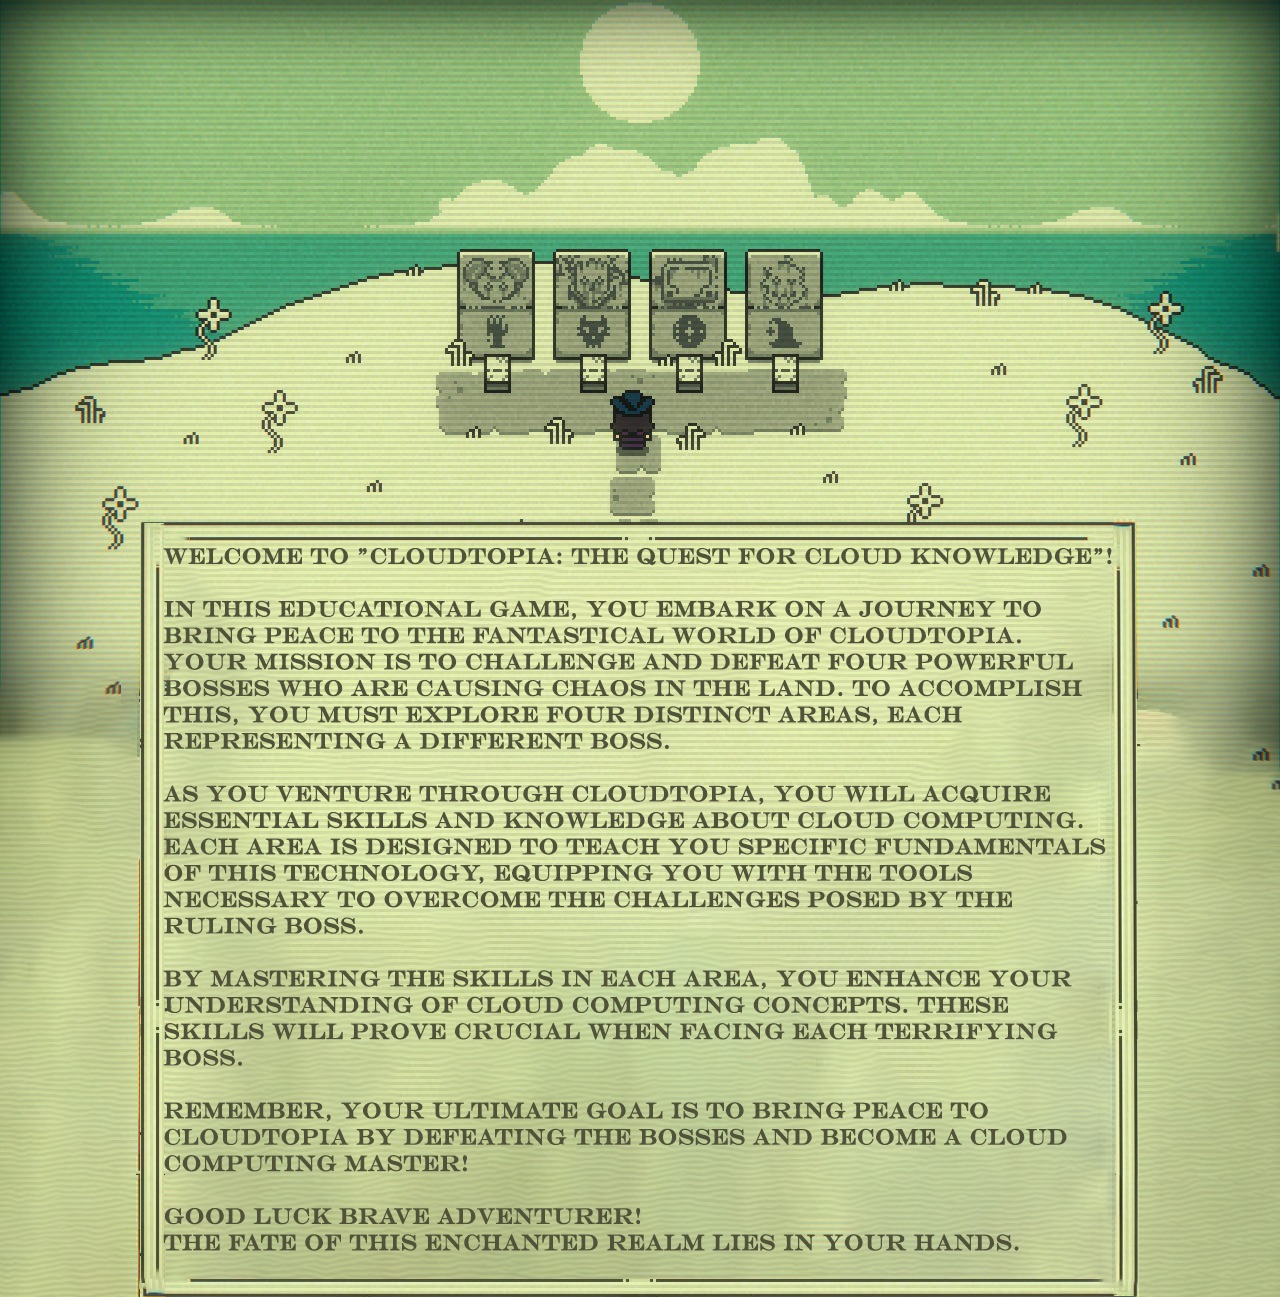 WELCOME TO "CLOUDTOPIA: THE QUEST FOR CLOUD KNOWLEDGE"!
IN THIS EDUCATIONAL GAME, YOU EMBARK ON A JOURNEY TO
BRING PEACE TO THE FANTASTICAL WORLD OF CLOUDTOPIA.
YOUR MISSION IS TO CHALLENGE AND DEFEAT FOUR POWERFUL
BOSSES WHO ARE CAUSING CHAOS IN THE LAND. TO ACCOMPLISH
THIS, YOU MUST EXPLORE FOUR DISTINCT AREAS, EACH
REPRESENTING A DIFFERENT BOSS.
AS YOU VENTURE THROUGH CLOUDTOPIA, YOU WILL ACQUIRE
ESSENTIAL SKILLS AND KNOWLEDGE ABOUT CLOUD COMPUTING.
EACH AREA IS DESIGNED TO TEACH YOU SPECIFIC FUNDAMENTALS
OF THIS TECHNOLOGY, EQUIPPING YOU WITH THE TOOLS
NECESSARY TO OVERCOME THE CHALLENGES POSED BY THE
RULING BOSS.
BY MASTERING THE SKILLS IN EACH AREA, YOU ENHANCE YOUR
UNDERSTANDING OF CLOUD COMPUTING CONCEPTS. THESE
SKILLS WILL PROVE CRUCIAL WHEN FACING EACH TERRIFYING
BOSS.
REMEMBER, YOUR ULTIMATE GOAL IS TO BRING PEACE TO
CLOUDTOPIA BY DEFEATING THE BOSSES AND BECOME A CLOUD
COMPUTING MASTER!
GOOD LUCK BRAVE ADVENTURER!
THE FATE OF THIS ENCHANTED REALM LIES IN YOUR HANDS.